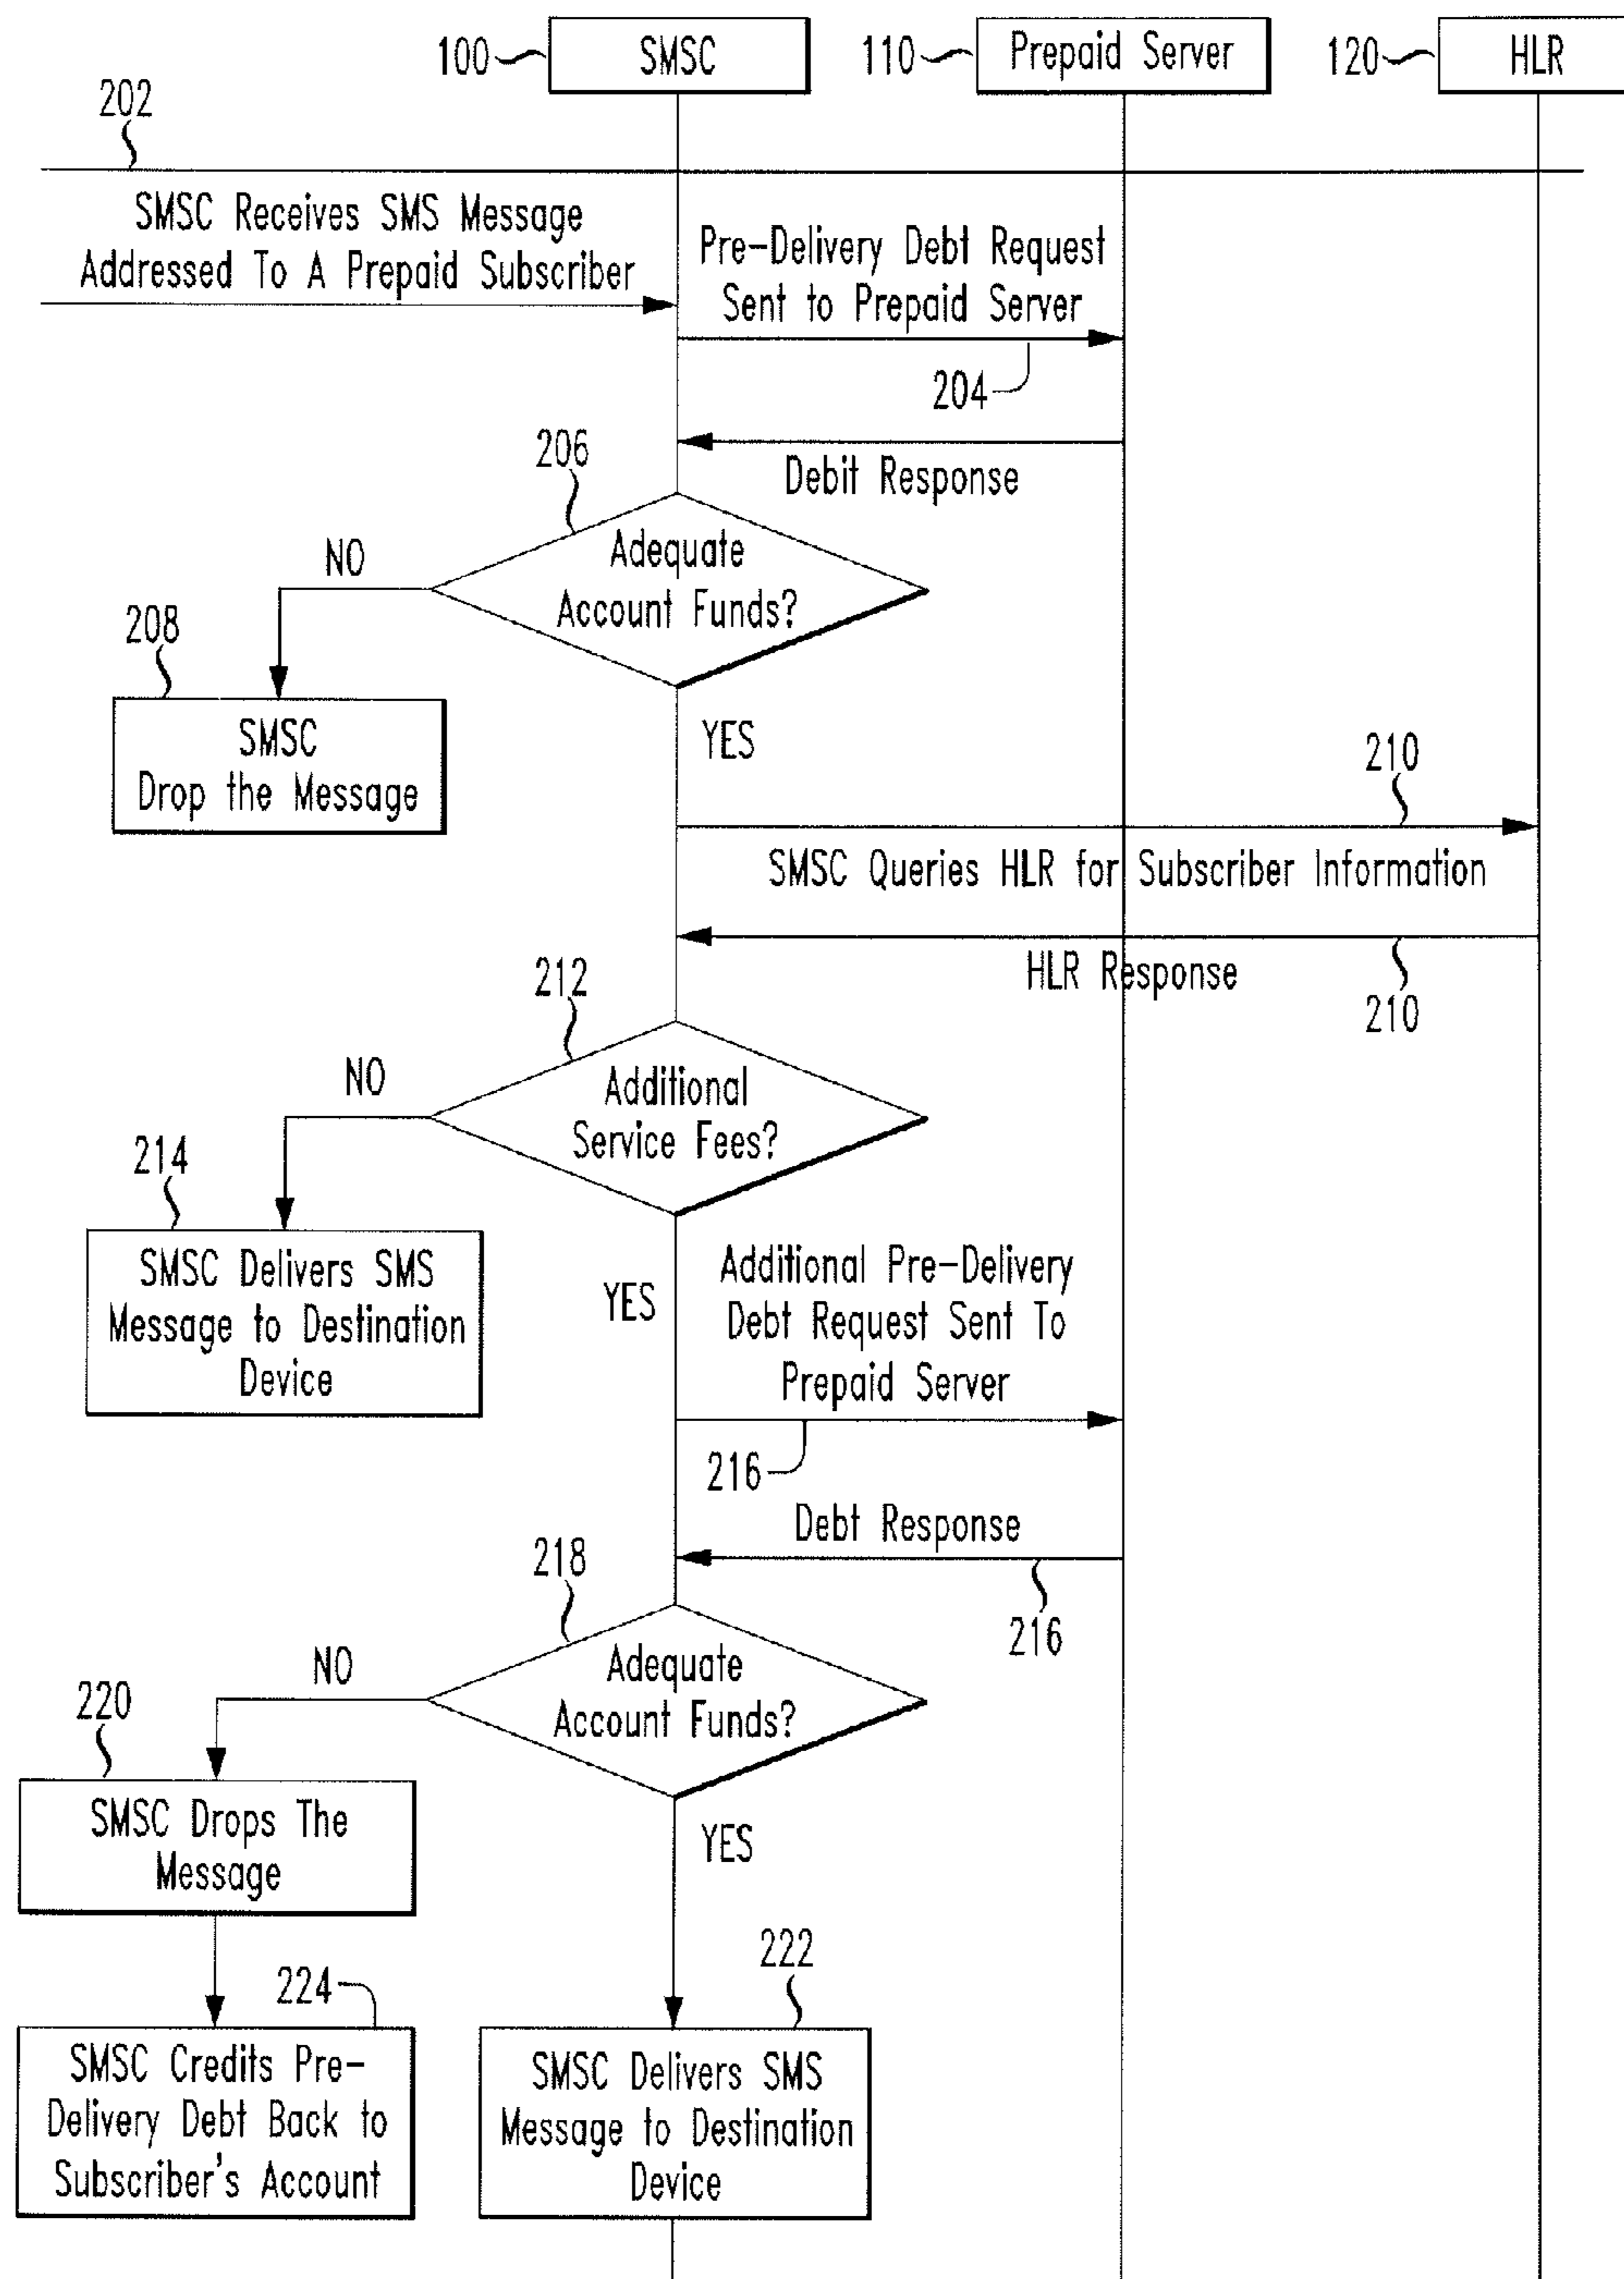 100
SMSC
110
Prepaid Server
120
HLR
202
SMSC Receives SMS Message
Addressed To A Prepaid Subscriber
Pre-Delivery Debt Request
Sent to Prepaid Server
204
206
Debit Response
Adequate
Account Funds?
NO
208
SMSC
Drop the Message
YES
210
SMSC Queries HLR for Subscriber Information
HLR Response
210
212
Additional
Service Fees?
NO
214
SMSC Delivers SMS
Message to Destination
Device
YES
Additional Pre-Delivery
Debt Request Sent To
Prepaid Server
216
Debt Response
216
218
Adequate
Account Funds?
NO
220
SMSC Drops The
Message
YES
224
SMSC Credits Pre-
Delivery Debt Back to
Subscriber's Account
222
SMSC Delivers SMS
Message to Destination
Device